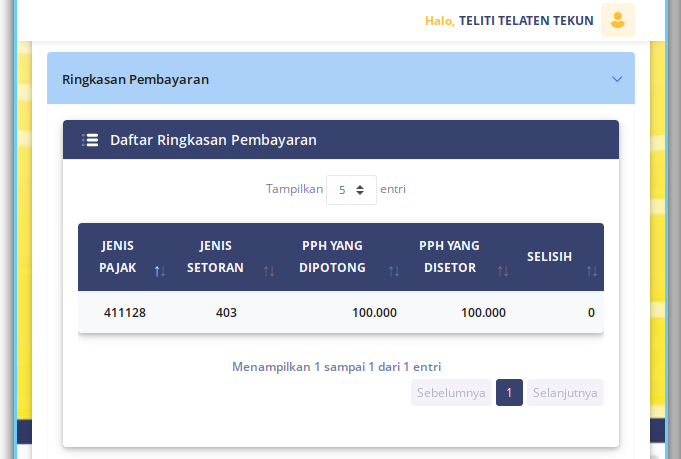 Halo, TELITI TELATEN TEKUN
Ringkasan Pembayaran
Daftar Ringkasan Pembayaran
Tampilkan 5 entri
JENIS PAJAK JENIS SETORAN PPH YANG DIPOTONG PPH YANG DISETOR SELISIH
411128 403 100.000 100.000 0
Menampilkan 1 sampai 1 dari 1 entri
Sebelumnya 1 Selanjutnya